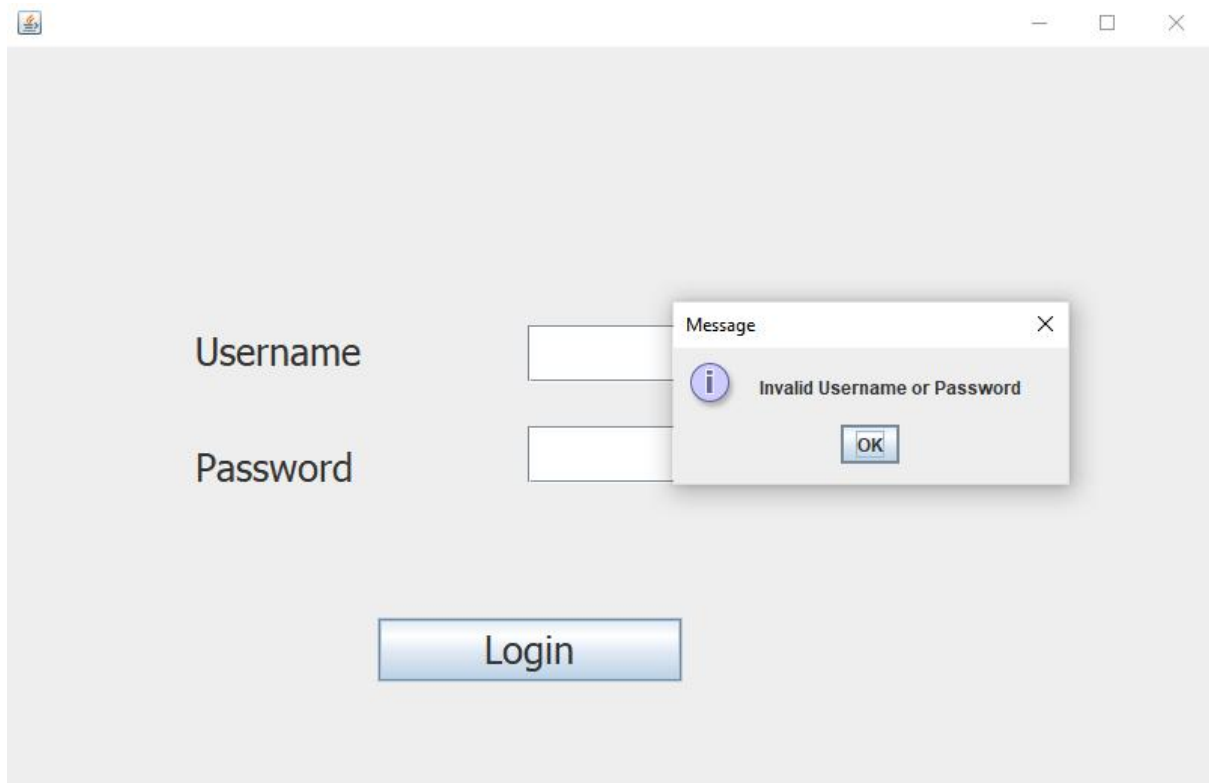 Username
Password
Login
Message
Invalid Username or Password
OK